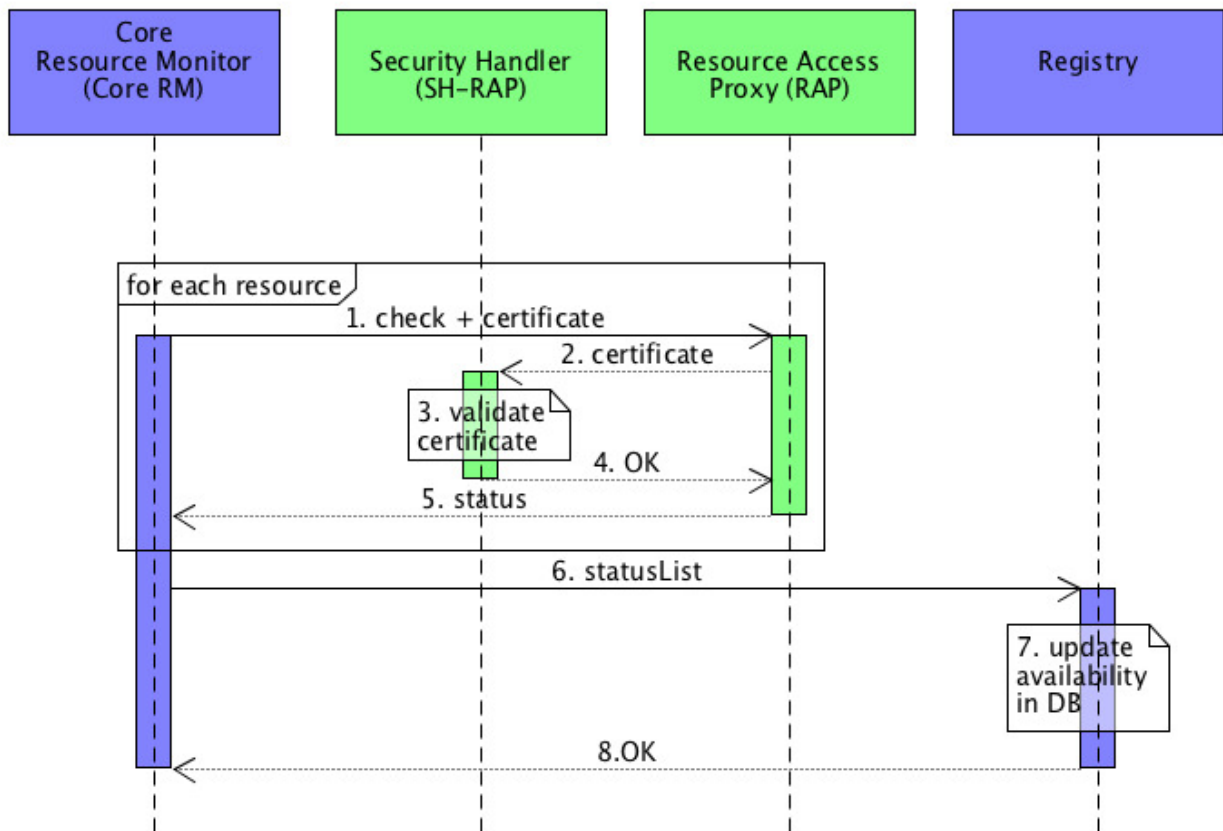 Core
Resource Monitor
(Core RM)
Security Handler
(SH-RAP)
Resource Access
Proxy (RAP)
Registry
for each resource
1. check + certificate
2. certificate
3. validate
certificate
4. OK
5. status
6. statusList
7. update
availability
in DB
8.OK